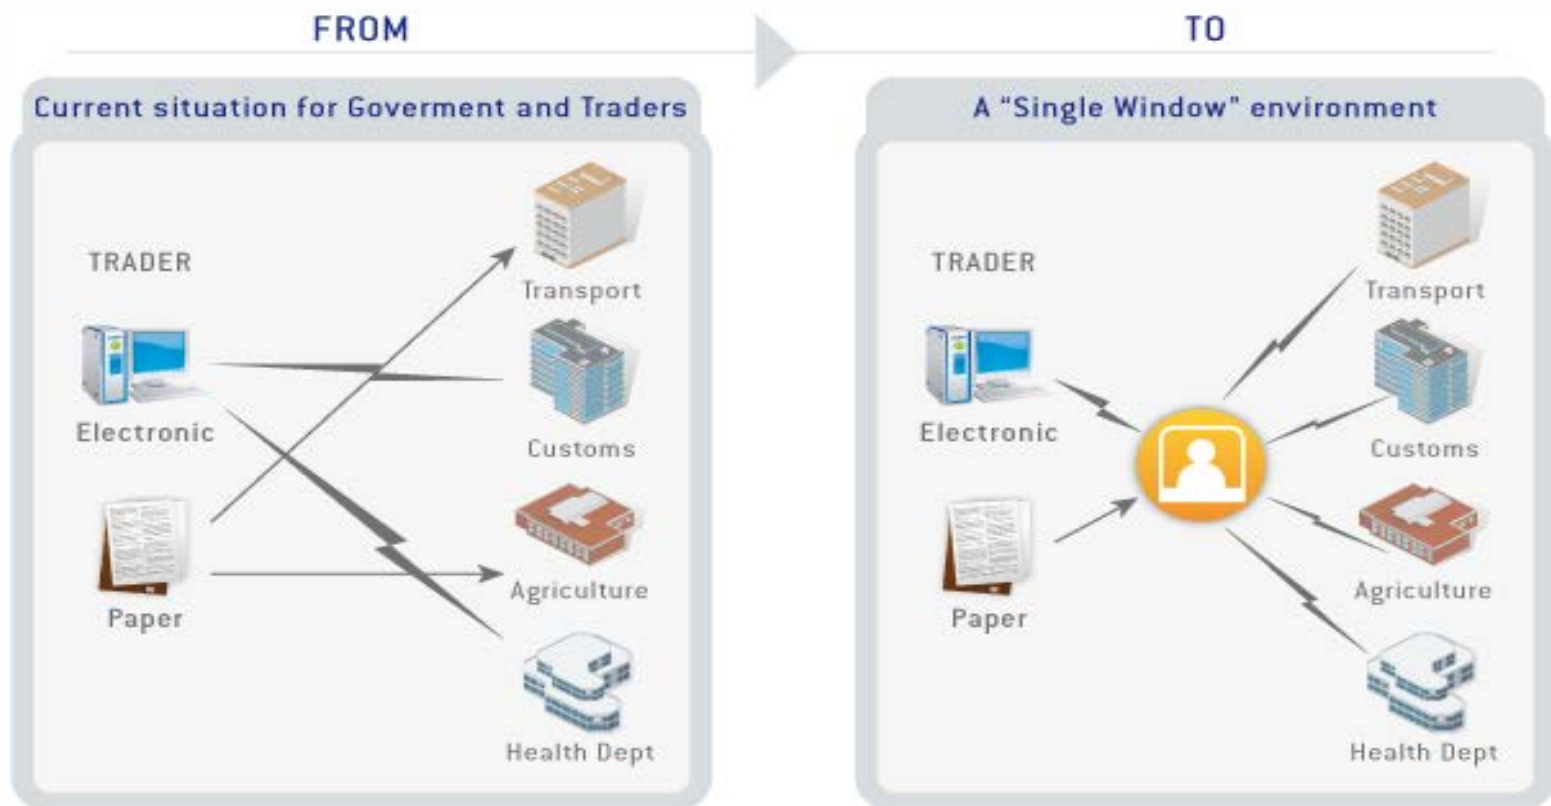 FROM
TO
Current situation for Goverment and Traders
TRADER
Electronic
Paper
Transport
Customs
Agriculture
Health Dept
A “Single Window” environment
TRADER
Electronic
Paper
Transport
Customs
Agriculture
Health Dept